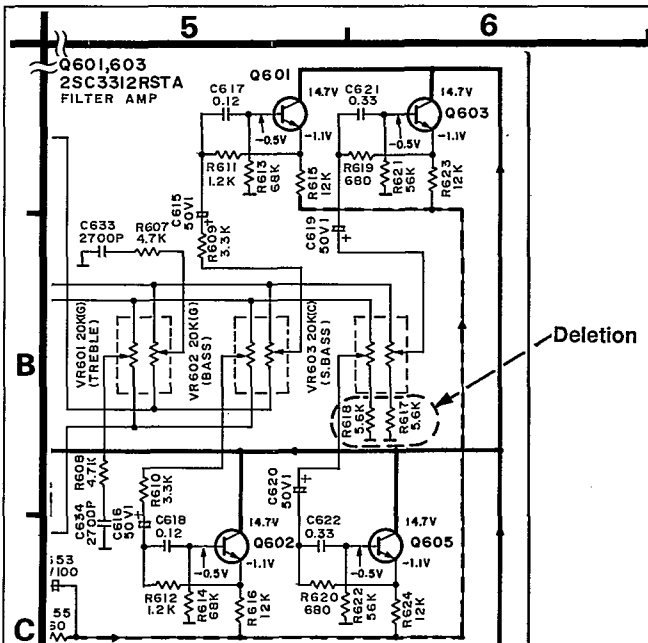 5
6
Q601,603
2SC3312RSTA
FILTER AMP
Q601
C617
0.12
14.7V
C621
0.33
14.7V
Q603
-1.1V
-0.5V
-1.1V
-0.5V
R611
1.2K
R613
68K
R615
12K
R619
680
R621
56K
R623
12K
C615
50V1
+
R609
3.3K
C619
50V1
+
C633
2700P
R607
4.7K
B
VR601 20K(G)
(TREBLE)
VR602 20K(G)
(BASS)
VR603 20K(C)
(S.BASS)
Deletion
R618
5.6K
R617
5.6K
R608
4.7K
R610
3.3K
C620
50V1
+
C634
2700P
C616
50V1
+
C618
0.12
14.7V
Q602
-1.1V
-0.5V
C622
0.33
14.7V
Q605
-1.1V
-0.5V
R612
1.2K
R614
68K
R616
12K
R620
680
R622
56K
R624
12K
C